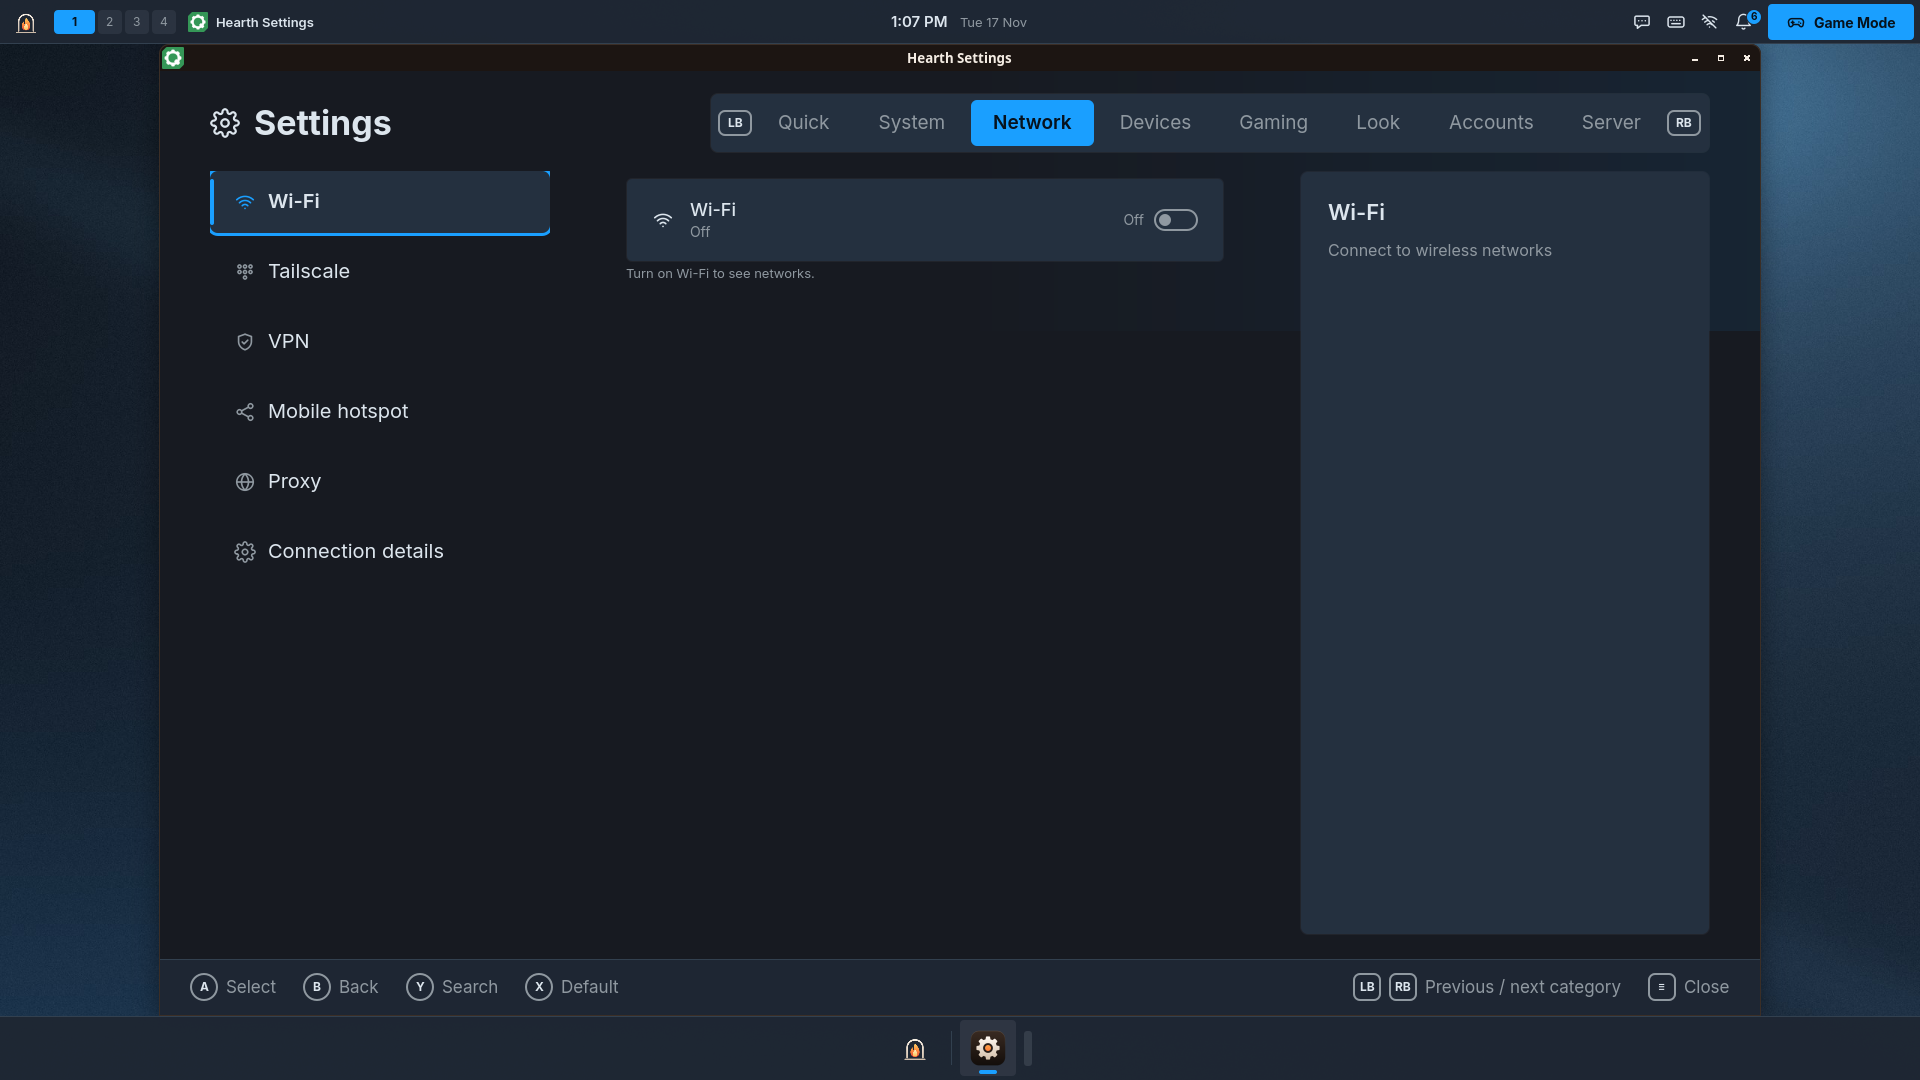 1 2 3 4 Hearth Settings 1:07 PM Tue 17 Nov 6 Game Mode
Hearth Settings
Settings
LB Quick System Network Devices Gaming Look Accounts Server RB
Wi-Fi
Tailscale
VPN
Mobile hotspot
Proxy
Connection details
Wi-Fi
Off
Off
Turn on Wi-Fi to see networks.
Wi-Fi
Connect to wireless networks
A Select B Back Y Search X Default LB RB Previous / next category Close